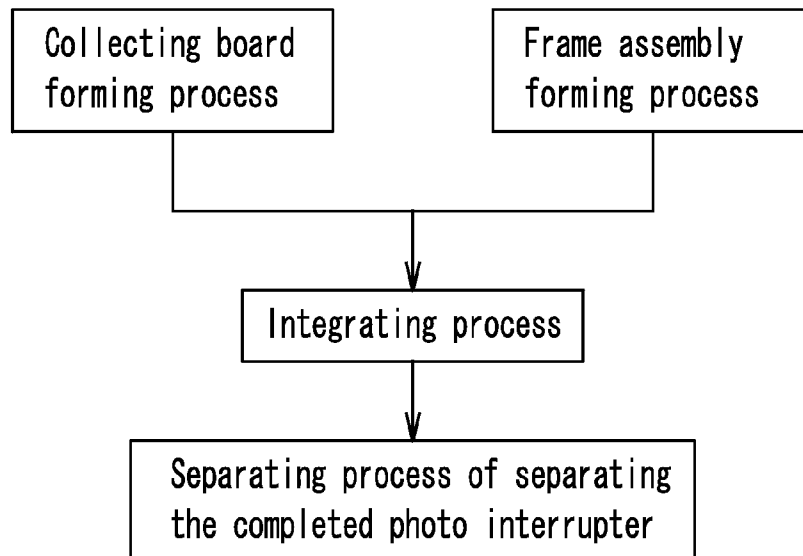 Collecting board
forming process
Frame assembly
forming process
Integrating process
Separating process of separating
the completed photo interrupter